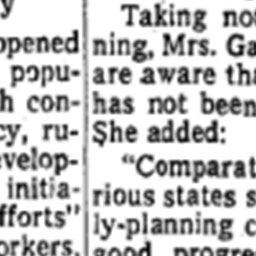 y
opened
popu-
h con-
cy, ru-
evelop-
initia-
fforts"
orkers,
Taking no
ning, Mrs. Ga
are aware tha
has not been
She added:
"Comparat
rious states s
ly-planning c
good progre